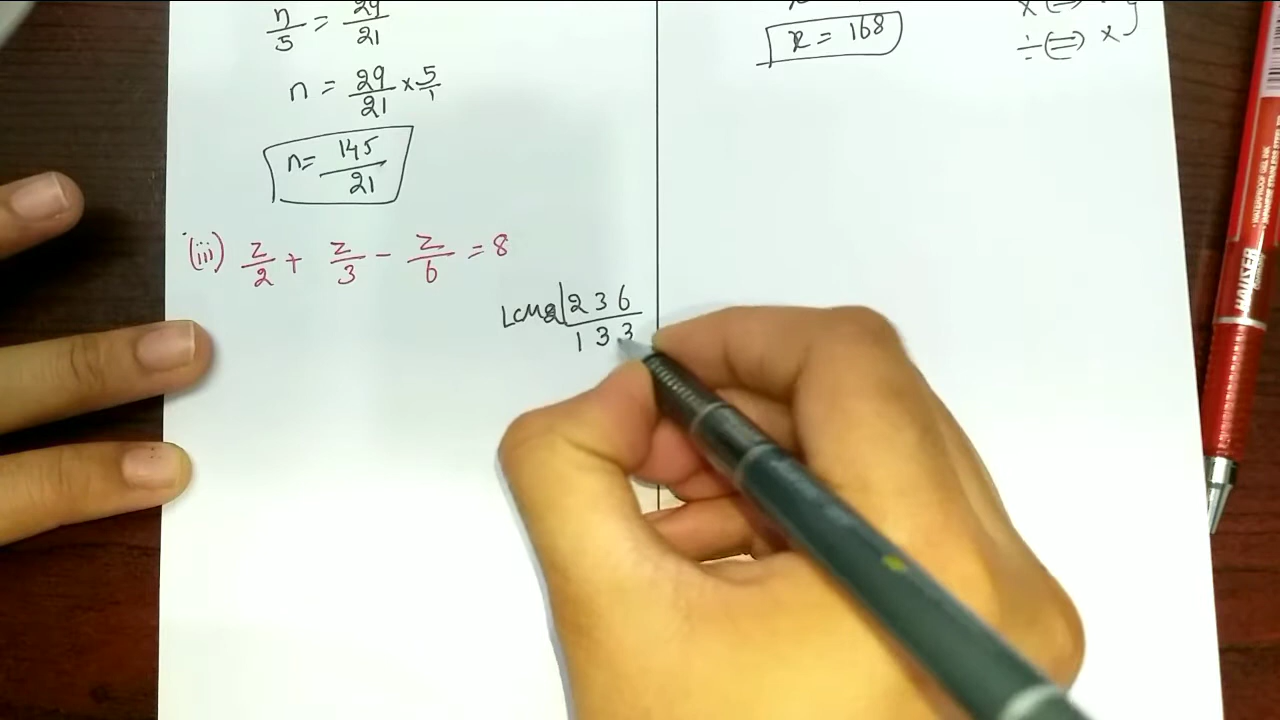 n/5 = 29/21
n = 29/21 × 5/1
n = 145/21
(iii) z/2 + z/3 − z/6 = 8
LCM 2 | 2 3 6
1 3 3
x = 168
÷ ⇔ ×
HAUSER